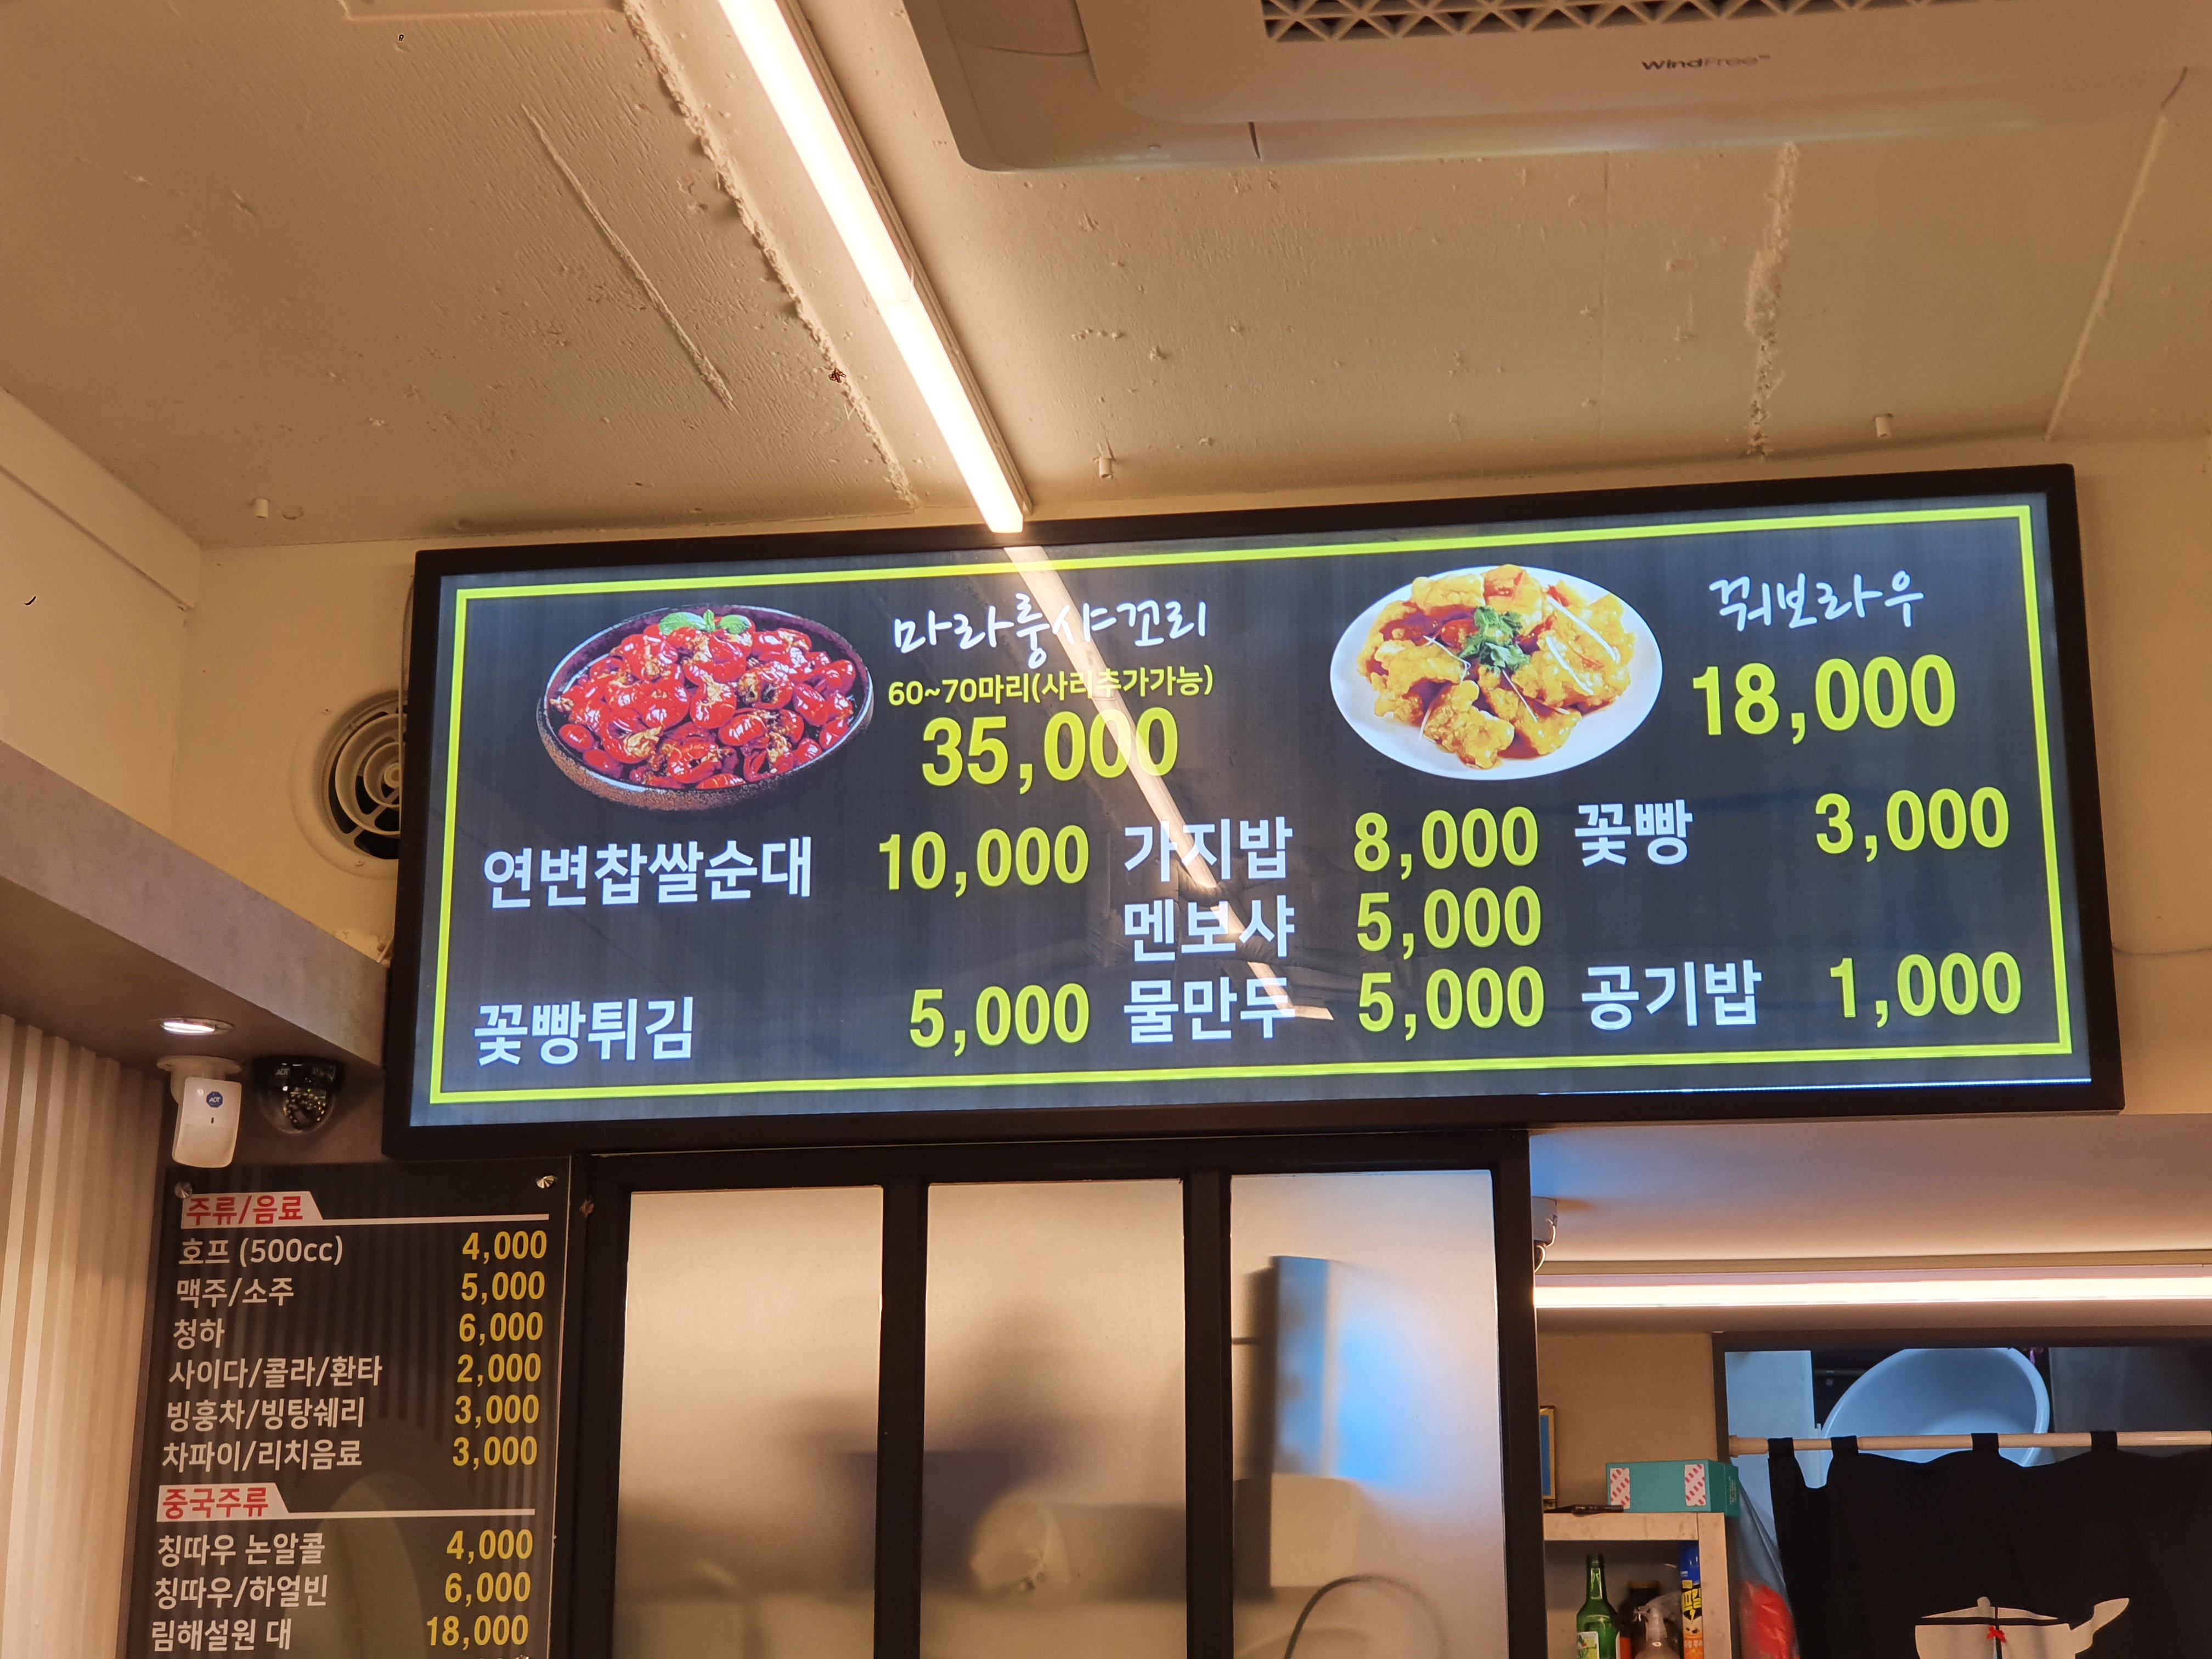 WindFree
마라룽샤꼬리
60~70마리(사리추가가능)
35,000
꿔보라우
18,000
연변찹쌀순대 10,000 가지밥 8,000 꽃빵 3,000
멘보샤 5,000
꽃빵튀김 5,000 물만두 5,000 공기밥 1,000
ADT
주류/음료
호프 (500cc) 4,000
맥주/소주 5,000
청하 6,000
사이다/콜라/환타 2,000
빙홍차/빙탕쉐리 3,000
차파이/리치음료 3,000
중국주류
칭따우 논알콜 4,000
칭따우/하얼빈 6,000
림해설원 대 18,000